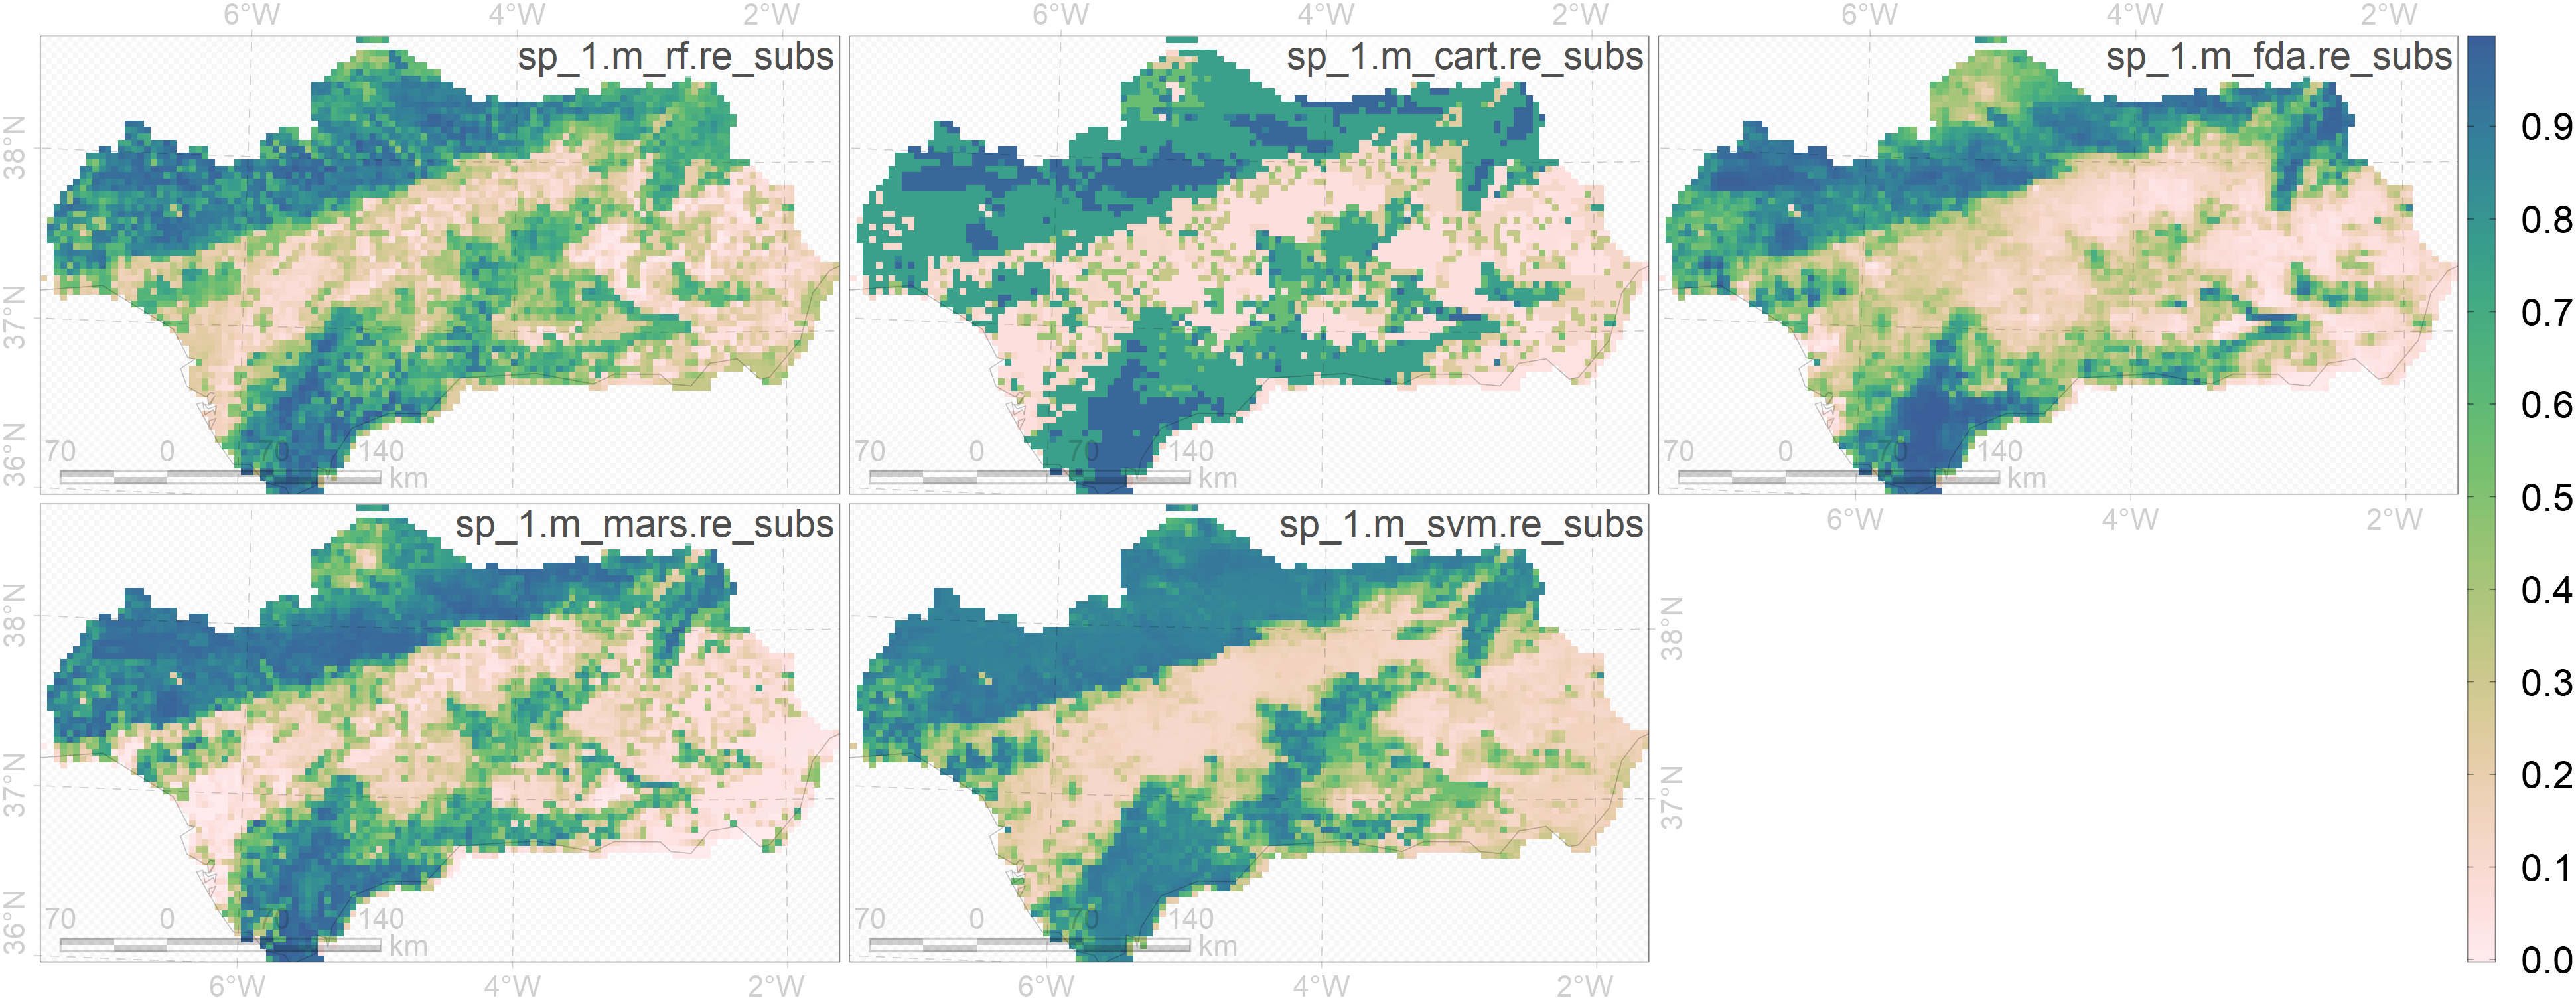 6°W 4°W 2°W 6°W 4°W 2°W 6°W 4°W 2°W
sp_1.m_rf.re_subs
38°N
37°N
36°N
70 0 70 140
km
sp_1.m_cart.re_subs
70 0 70 140
km
sp_1.m_fda.re_subs
70 0 70 140
km
6°W 4°W 2°W
sp_1.m_mars.re_subs
38°N
37°N
36°N
70 0 70 140
km
6°W 4°W 2°W
sp_1.m_svm.re_subs
38°N
37°N
70 0 70 140
km
6°W 4°W 2°W
0.9
0.8
0.7
0.6
0.5
0.4
0.3
0.2
0.1
0.0